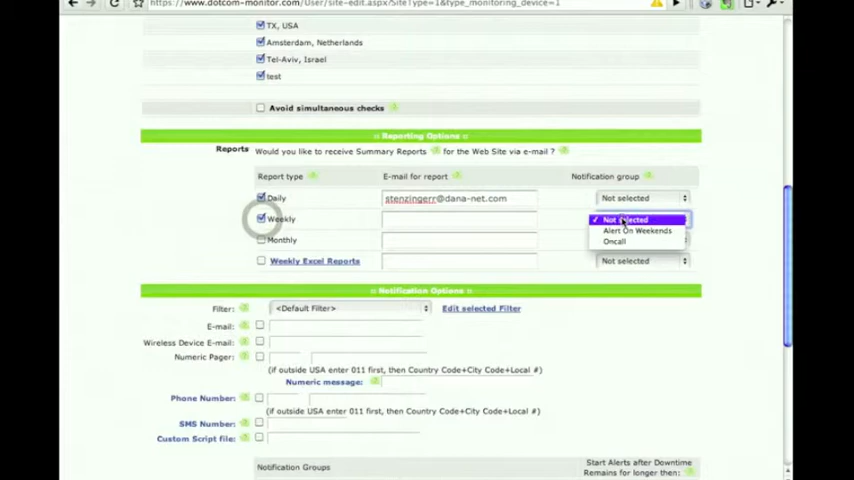 https://www.dotcom-monitor.com/User/site-edit.aspx?SiteType=1&type_monitoring_device=1
TX, USA
Amsterdam, Netherlands
Tel-Aviv, Israel
test
Avoid simultaneous checks
:: Reporting Options ::
Reports Would you like to receive Summary Reports for the Web Site via e-mail ?
Report type E-mail for report Notification group
Daily stenzingerr@dana-net.com Not selected
Weekly Not selected
Alert On Weekends
Monthly Oncall
Weekly Excel Reports Not selected
:: Notification Options ::
Filter: <Default Filter> Edit selected Filter
E-mail:
Wireless Device E-mail:
Numeric Pager:
(if outside USA enter 011 first, then Country Code+City Code+Local #)
Numeric message:
Phone Number:
(if outside USA enter 011 first, then Country Code+City Code+Local #)
SMS Number:
Custom Script file:
Notification Groups Start Alerts after Downtime
Remains for longer then: